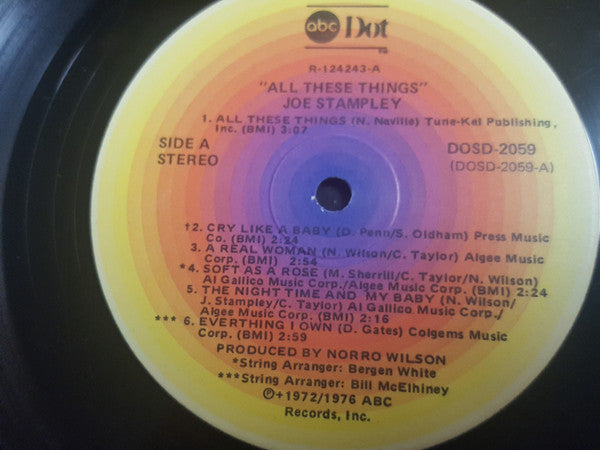 abc Dot
TM
R-124243-A
"ALL THESE THINGS"
JOE STAMPLEY
1. ALL THESE THINGS (N. Naville) Tune-Kel Publishing,
Inc. (BMI) 3:07
SIDE A
STEREO
DOSD-2059
(DOSD-2059-A)
†2. CRY LIKE A BABY (D. Penn/S. Oldham) Press Music
Co. (BMI) 2:24
3. A REAL WOMAN (N. Wilson/C. Taylor) Algee Music
Corp. (BMI) 2:54
*4. SOFT AS A ROSE (M. Sherrill/C. Taylor/N. Wilson)
Al Gallico Music Corp./Algee Music Corp. (BMI) 2:24
5. THE NIGHT TIME AND MY BABY (N. Wilson/
J. Stampley/C. Taylor) Al Gallico Music Corp./
Algee Music Corp. (BMI) 2:16
*** 6. EVERTHING I OWN (D. Gates) Colgems Music
Corp. (BMI) 2:59
PRODUCED BY NORRO WILSON
*String Arranger: Bergen White
***String Arranger: Bill McElhiney
℗+1972/1976 ABC
Records, Inc.